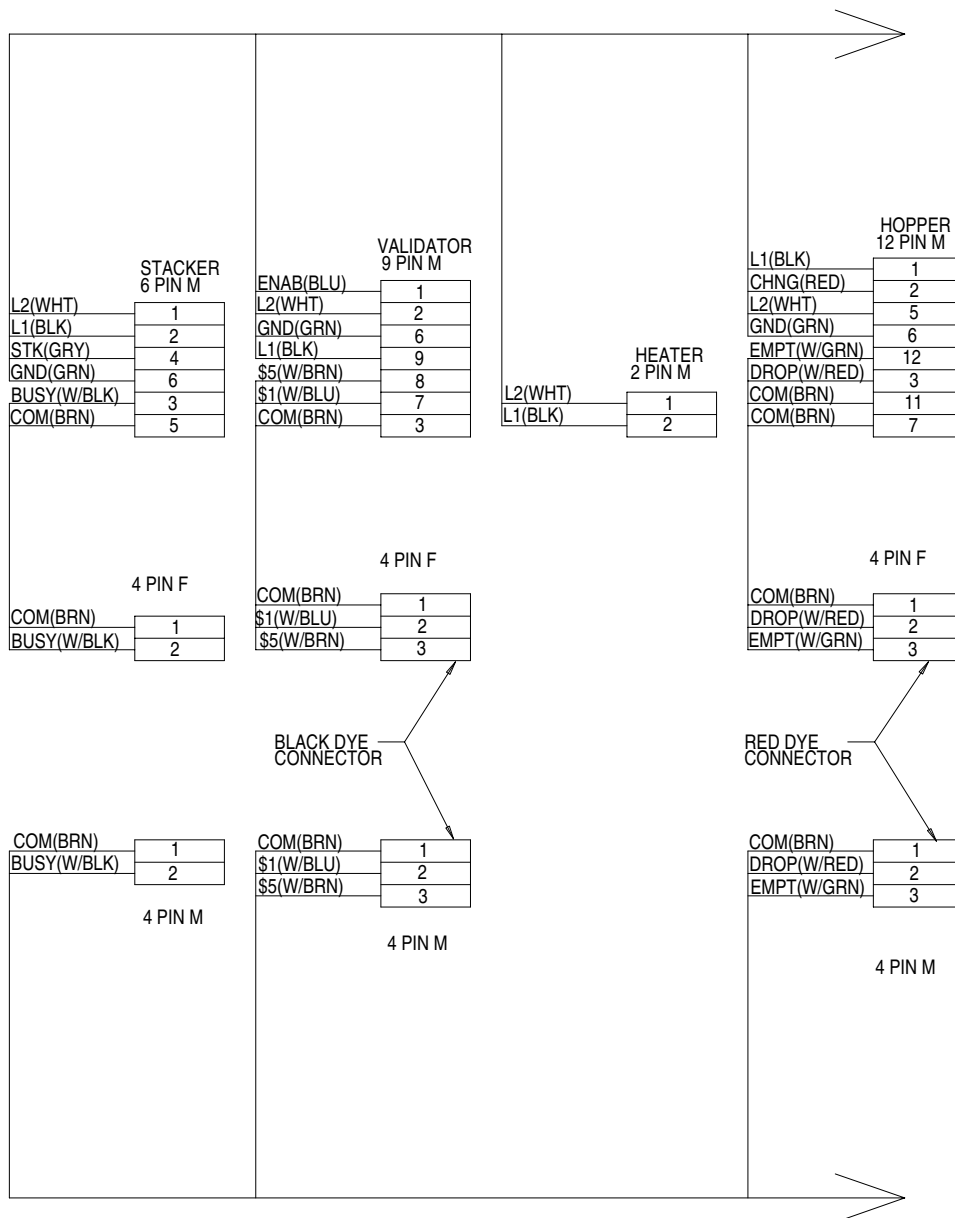 STACKER
6 PIN M
L2(WHT)
1
L1(BLK)
2
STK(GRY)
4
GND(GRN)
6
BUSY(W/BLK)
3
COM(BRN)
5
VALIDATOR
9 PIN M
ENAB(BLU)
1
L2(WHT)
2
GND(GRN)
6
L1(BLK)
9
$5(W/BRN)
8
$1(W/BLU)
7
COM(BRN)
3
HEATER
2 PIN M
L2(WHT)
1
L1(BLK)
2
HOPPER
12 PIN M
L1(BLK)
1
CHNG(RED)
2
L2(WHT)
5
GND(GRN)
6
EMPT(W/GRN)
12
DROP(W/RED)
3
COM(BRN)
11
COM(BRN)
7
4 PIN F
COM(BRN)
1
BUSY(W/BLK)
2
4 PIN F
COM(BRN)
1
$1(W/BLU)
2
$5(W/BRN)
3
4 PIN F
COM(BRN)
1
DROP(W/RED)
2
EMPT(W/GRN)
3
BLACK DYE
CONNECTOR
RED DYE
CONNECTOR
COM(BRN)
1
BUSY(W/BLK)
2
4 PIN M
COM(BRN)
1
$1(W/BLU)
2
$5(W/BRN)
3
4 PIN M
COM(BRN)
1
DROP(W/RED)
2
EMPT(W/GRN)
3
4 PIN M